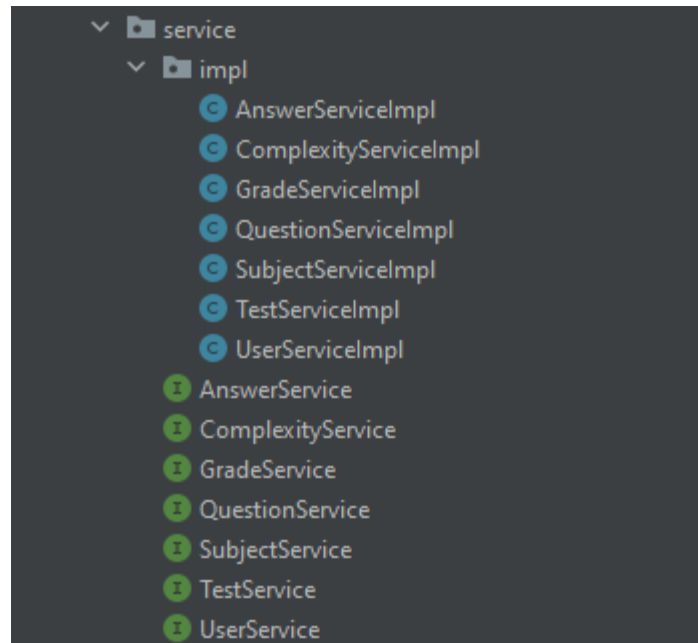 service
impl
C AnswerServiceImpl
C ComplexityServiceImpl
C GradeServiceImpl
C QuestionServiceImpl
C SubjectServiceImpl
C TestServiceImpl
C UserServiceImpl
I AnswerService
I ComplexityService
I GradeService
I QuestionService
I SubjectService
I TestService
I UserService